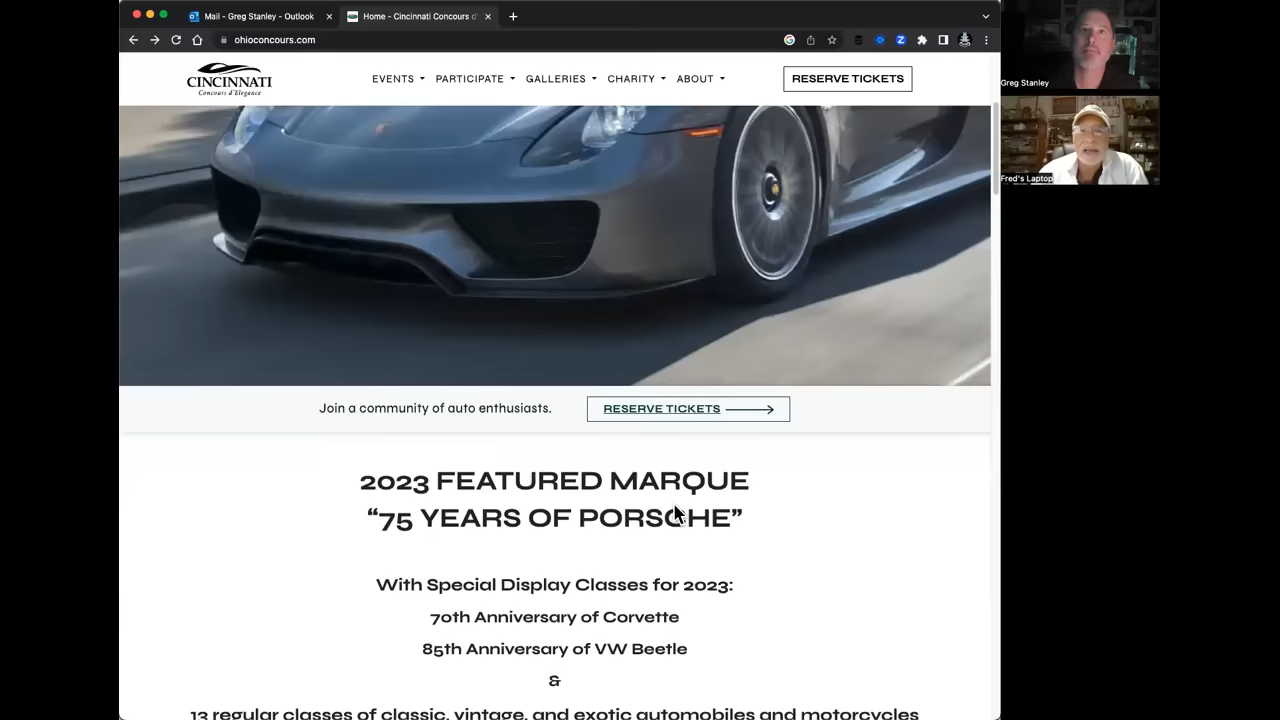 Mail - Greg Stanley - Outlook
Home - Cincinnati Concours d
ohioconcours.com
CINCINNATI
Concours d'Elegance
EVENTS PARTICIPATE GALLERIES CHARITY ABOUT
RESERVE TICKETS
Greg Stanley
Fred's Laptop
Join a community of auto enthusiasts.
RESERVE TICKETS
2023 FEATURED MARQUE
“75 YEARS OF PORSCHE”
With Special Display Classes for 2023:
70th Anniversary of Corvette
85th Anniversary of VW Beetle
&
13 regular classes of classic, vintage, and exotic automobiles and motorcycles